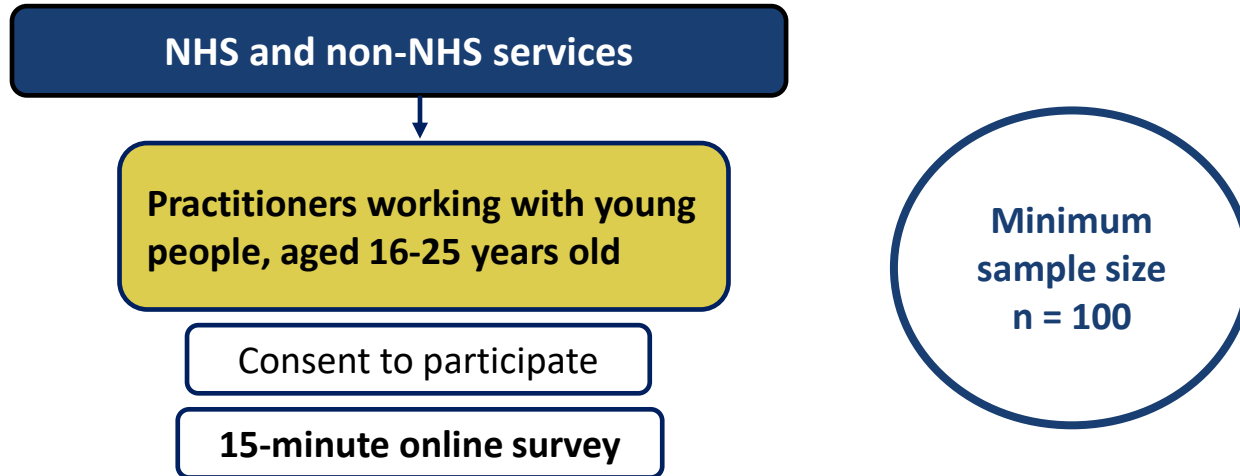 NHS and non-NHS services
Practitioners working with young
people, aged 16-25 years old
Minimum
sample size
n = 100
Consent to participate
15-minute online survey